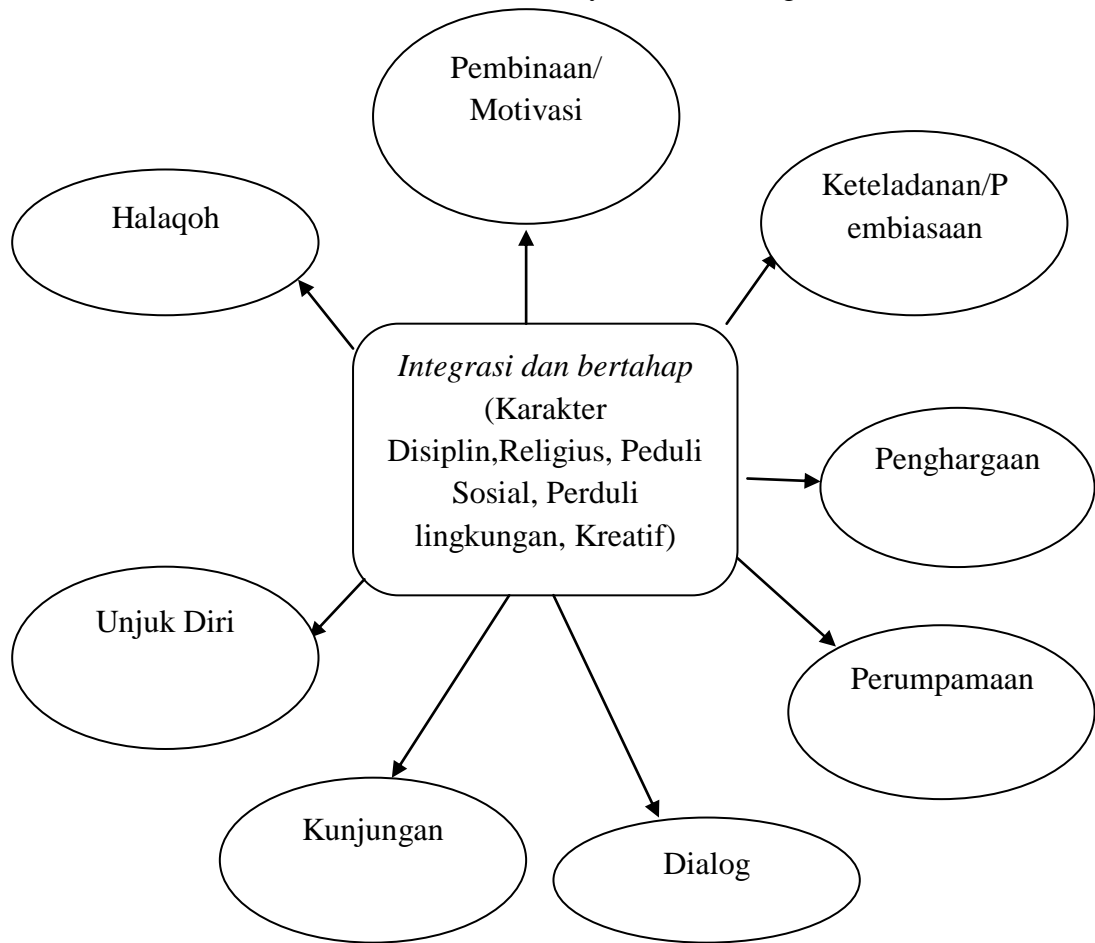 Pembinaan/
Motivasi
Keteladanan/P
embiasaan
Halaqoh
Integrasi dan bertahap
(Karakter
Disiplin,Religius, Peduli
Sosial, Perduli
lingkungan, Kreatif)
Penghargaan
Unjuk Diri
Perumpamaan
Kunjungan
Dialog